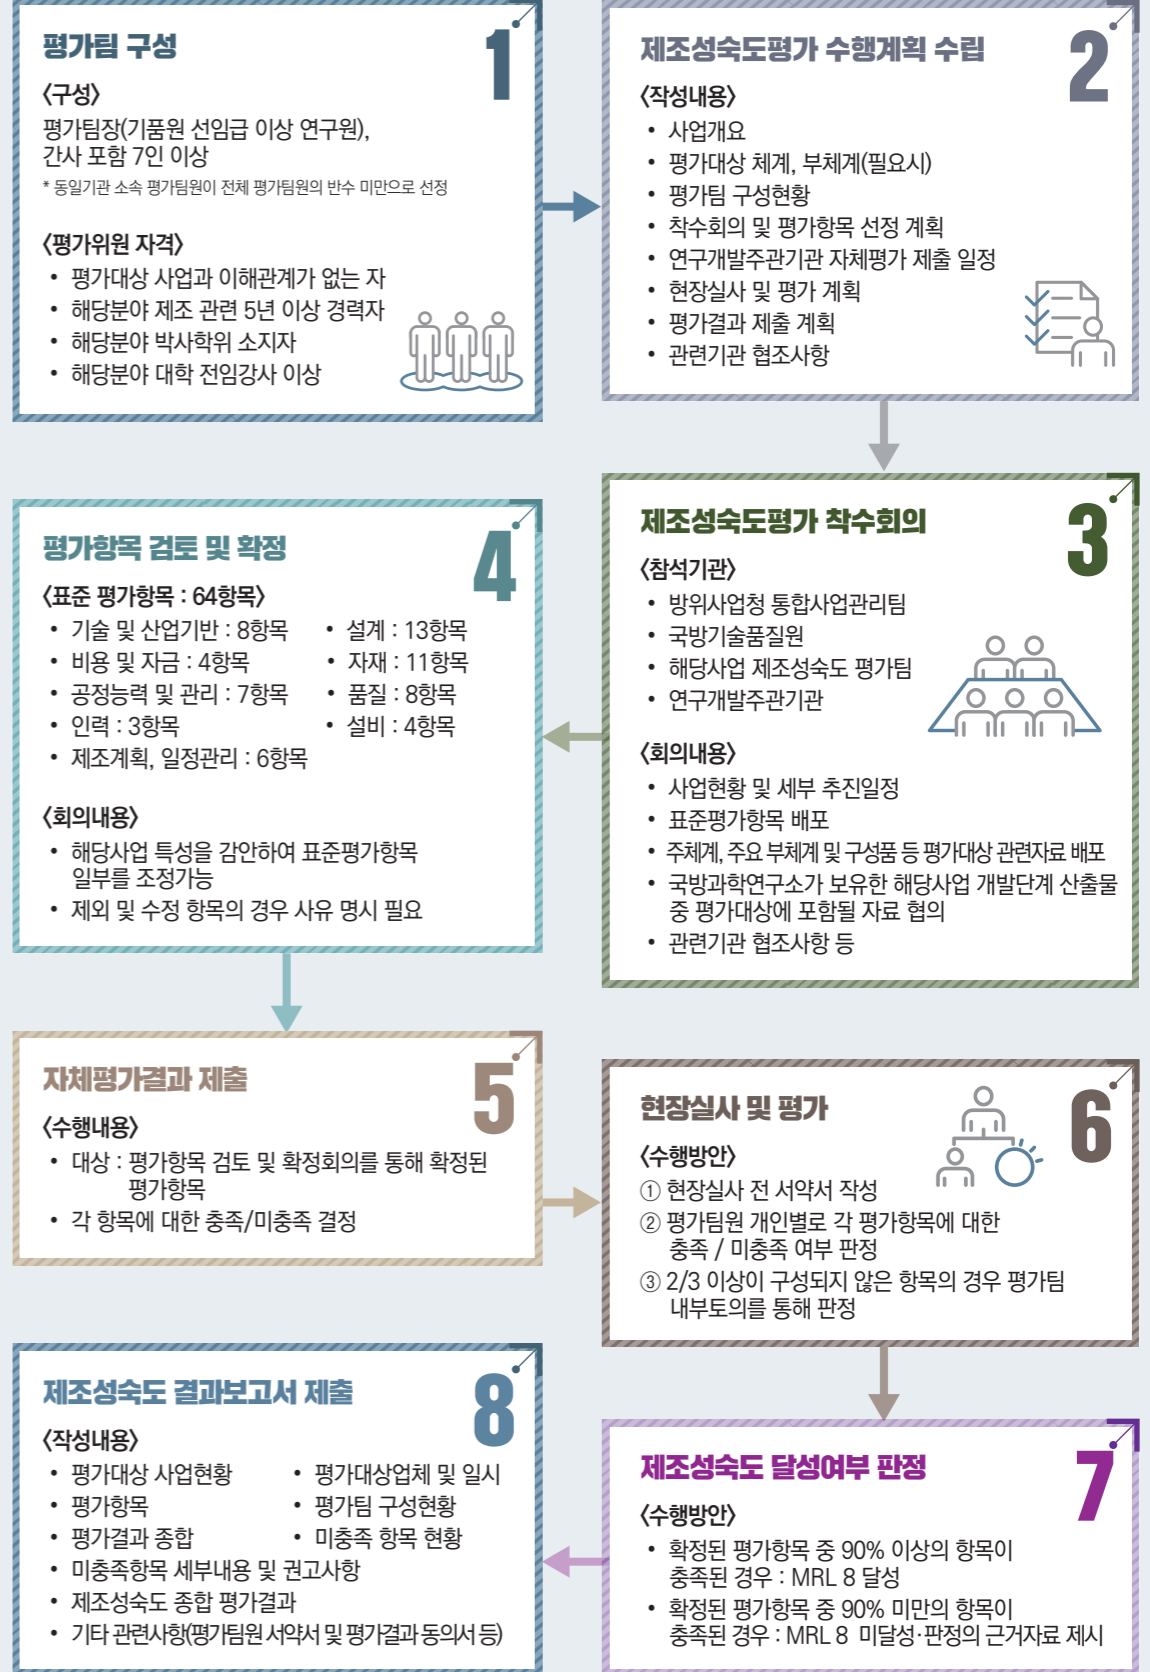 평가팀 구성
1
〈구성〉
평가팀장(기품원 선임급 이상 연구원),
간사 포함 7인 이상
* 동일기관 소속 평가팀원이 전체 평가팀원의 반수 미만으로 선정
〈평가위원 자격〉
• 평가대상 사업과 이해관계가 없는 자
• 해당분야 제조 관련 5년 이상 경력자
• 해당분야 박사학위 소지자
• 해당분야 대학 전임강사 이상
제조성숙도평가 수행계획 수립
2
〈작성내용〉
• 사업개요
• 평가대상 체계, 부체계(필요시)
• 평가팀 구성현황
• 착수회의 및 평가항목 선정 계획
• 연구개발주관기관 자체평가 제출 일정
• 현장실사 및 평가 계획
• 평가결과 제출 계획
• 관련기관 협조사항
제조성숙도평가 착수회의
3
〈참석기관〉
• 방위사업청 통합사업관리팀
• 국방기술품질원
• 해당사업 제조성숙도 평가팀
• 연구개발주관기관
〈회의내용〉
• 사업현황 및 세부 추진일정
• 표준평가항목 배포
• 주체계, 주요 부체계 및 구성품 등 평가대상 관련자료 배포
• 국방과학연구소가 보유한 해당사업 개발단계 산출물
중 평가대상에 포함될 자료 협의
• 관련기관 협조사항 등
평가항목 검토 및 확정
4
〈표준 평가항목 : 64항목〉
• 기술 및 산업기반 : 8항목 • 설계 : 13항목
• 비용 및 자금 : 4항목 • 자재 : 11항목
• 공정능력 및 관리 : 7항목 • 품질 : 8항목
• 인력 : 3항목 • 설비 : 4항목
• 제조계획, 일정관리 : 6항목
〈회의내용〉
• 해당사업 특성을 감안하여 표준평가항목
일부를 조정가능
• 제외 및 수정 항목의 경우 사유 명시 필요
자체평가결과 제출
5
〈수행내용〉
• 대상 : 평가항목 검토 및 확정회의를 통해 확정된
평가항목
• 각 항목에 대한 충족/미충족 결정
현장실사 및 평가
6
〈수행방안〉
① 현장실사 전 서약서 작성
② 평가팀원 개인별로 각 평가항목에 대한
충족 / 미충족 여부 판정
③ 2/3 이상이 구성되지 않은 항목의 경우 평가팀
내부토의를 통해 판정
제조성숙도 달성여부 판정
7
〈수행방안〉
• 확정된 평가항목 중 90% 이상의 항목이
충족된 경우 : MRL 8 달성
• 확정된 평가항목 중 90% 미만의 항목이
충족된 경우 : MRL 8 미달성·판정의 근거자료 제시
제조성숙도 결과보고서 제출
8
〈작성내용〉
• 평가대상 사업현황 • 평가대상업체 및 일시
• 평가항목 • 평가팀 구성현황
• 평가결과 종합 • 미충족 항목 현황
• 미충족항목 세부내용 및 권고사항
• 제조성숙도 종합 평가결과
• 기타 관련사항(평가팀원 서약서 및 평가결과 동의서 등)